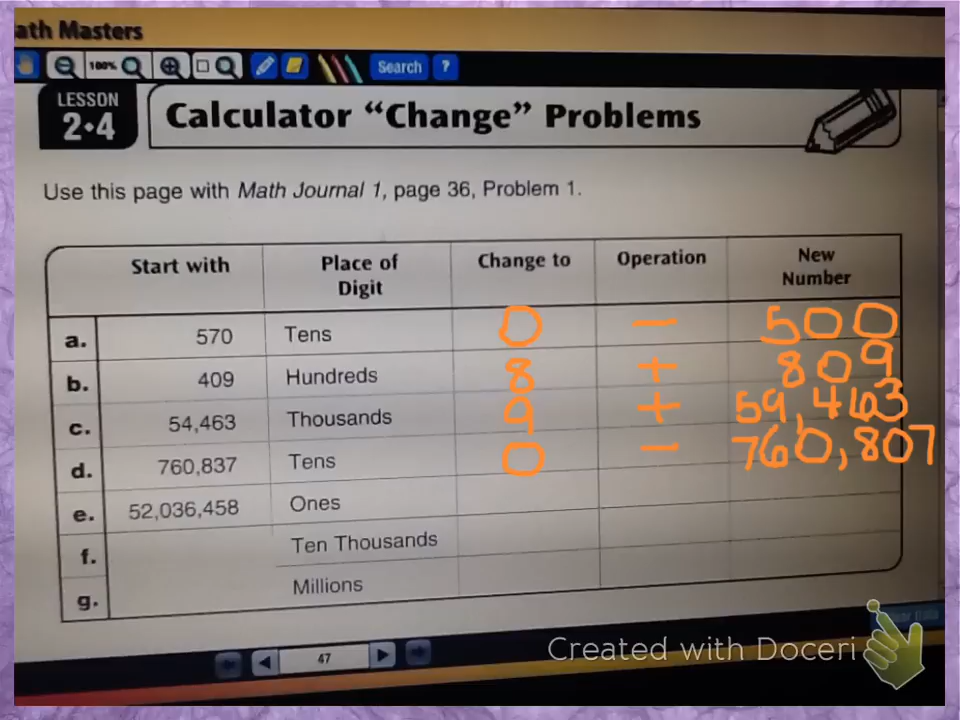 ath Masters
100% Search ?
LESSON
2·4
Calculator “Change” Problems
Use this page with Math Journal 1, page 36, Problem 1.
Start with Place of Digit Change to Operation New Number
a. 570 Tens 0 – 500
b. 409 Hundreds 8 + 809
c. 54,463 Thousands 9 + 59,463
d. 760,837 Tens 0 – 760,807
e. 52,036,458 Ones
f. Ten Thousands
g. Millions
47
Created with Doceri